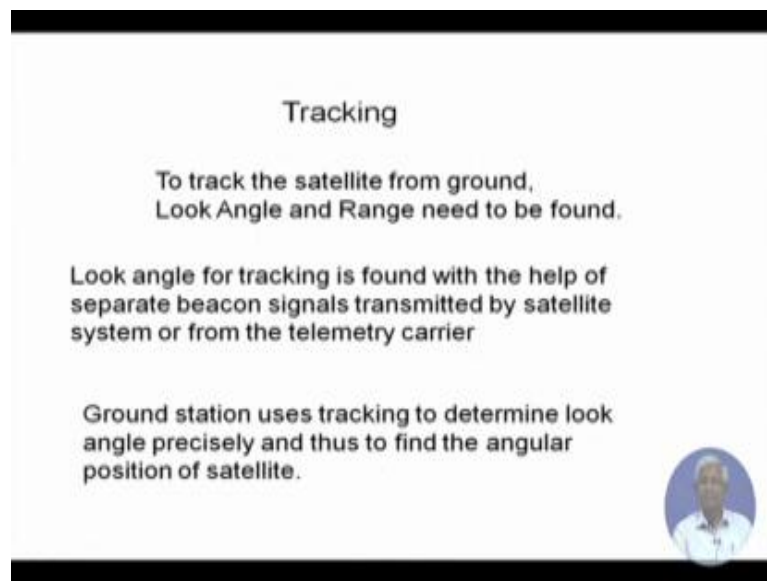 Tracking
To track the satellite from ground,
Look Angle and Range need to be found.
Look angle for tracking is found with the help of
separate beacon signals transmitted by satellite
system or from the telemetry carrier
Ground station uses tracking to determine look
angle precisely and thus to find the angular
position of satellite.